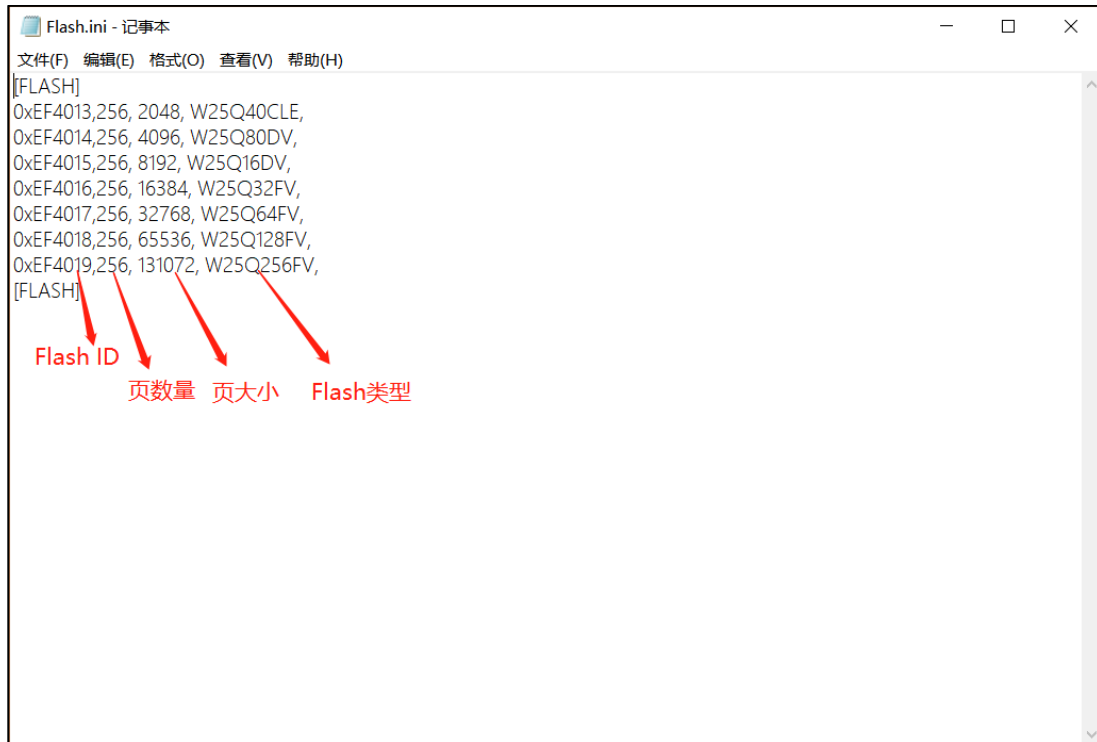 Flash.ini - 记事本
文件(F) 编辑(E) 格式(O) 查看(V) 帮助(H)
[FLASH]
0xEF4013,256, 2048, W25Q40CLE,
0xEF4014,256, 4096, W25Q80DV,
0xEF4015,256, 8192, W25Q16DV,
0xEF4016,256, 16384, W25Q32FV,
0xEF4017,256, 32768, W25Q64FV,
0xEF4018,256, 65536, W25Q128FV,
0xEF4019,256, 131072, W25Q256FV,
[FLASH]
Flash ID
页数量 页大小 Flash类型